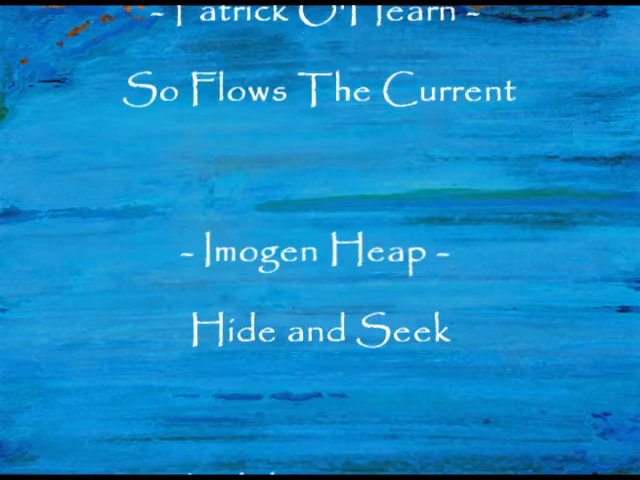 - Patrick O'Hearn -
So Flows The Current
- Imogen Heap -
Hide and Seek